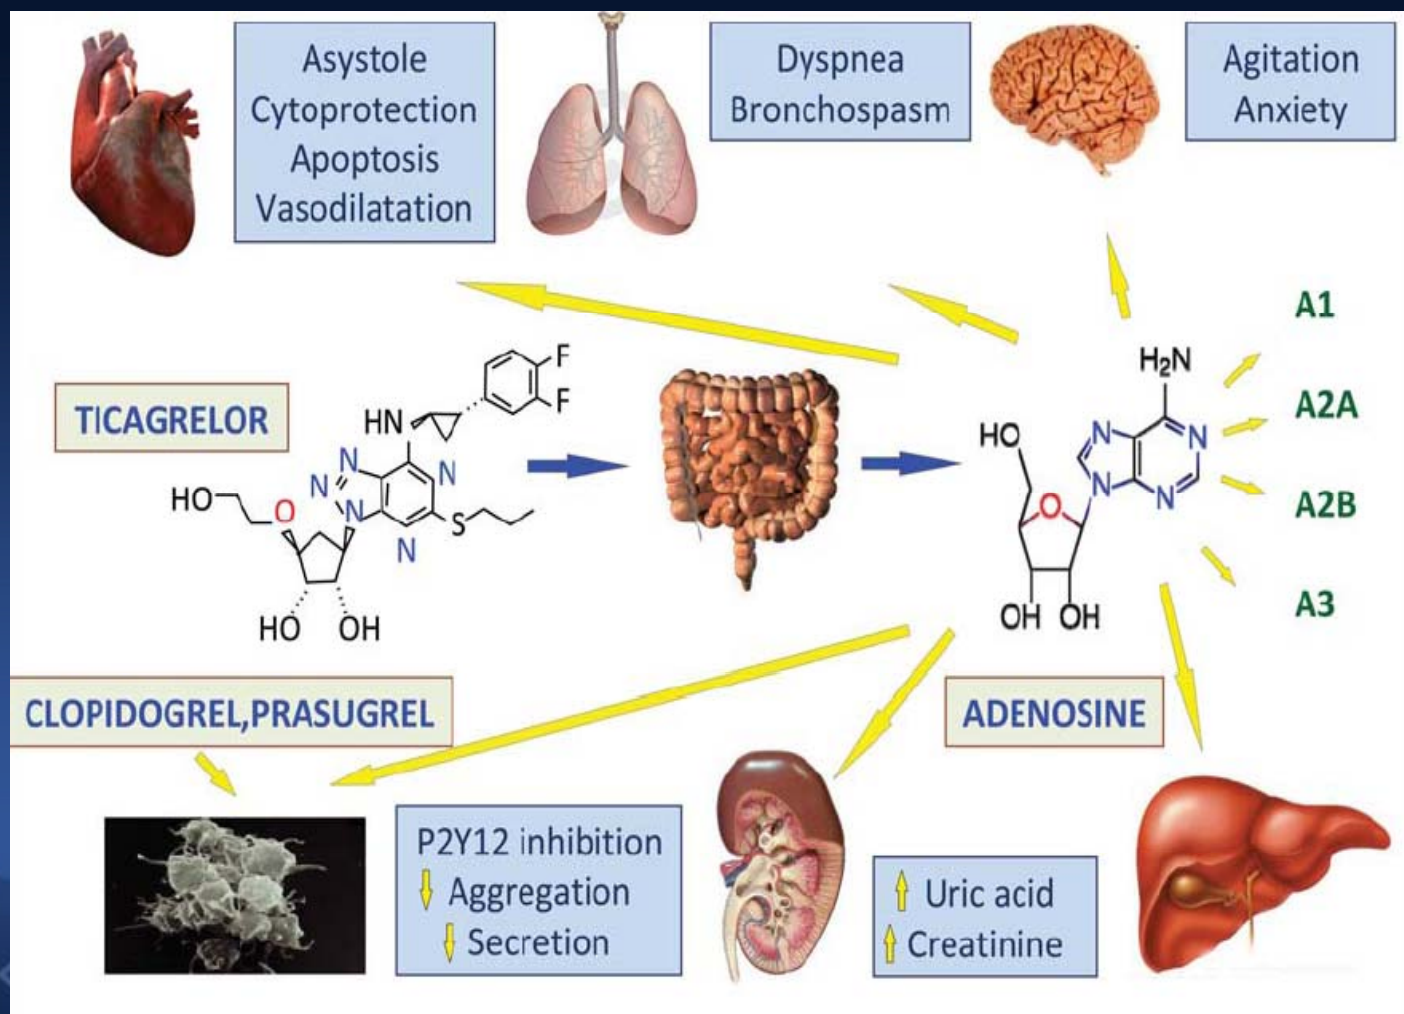 Asystole
Cytoprotection
Apoptosis
Vasodilatation
Dyspnea
Bronchospasm
Agitation
Anxiety
A1
A2A
A2B
A3
TICAGRELOR
F
F
HN
N
N
N
N
N
HO
O
S
HO
OH
H₂N
HO
N
N
N
N
O
OH
OH
CLOPIDOGREL,PRASUGREL
ADENOSINE
P2Y12 inhibition
Aggregation
Secretion
Uric acid
Creatinine